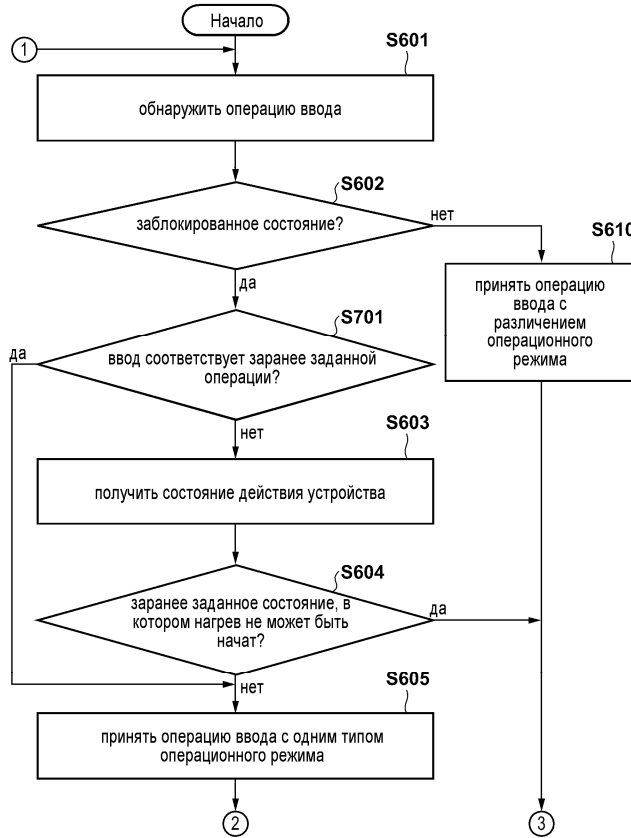 Начало
1
S601
обнаружить операцию ввода
S602
заблокированное состояние?
нет
да
S610
принять операцию
ввода с
различением
операционного
режима
S701
да
ввод соответствует заранее заданной
операции?
нет
S603
получить состояние действия устройства
S604
заранее заданное состояние, в
котором нагрев не может быть
начат?
да
нет
S605
принять операцию ввода с одним типом
операционного режима
2
3